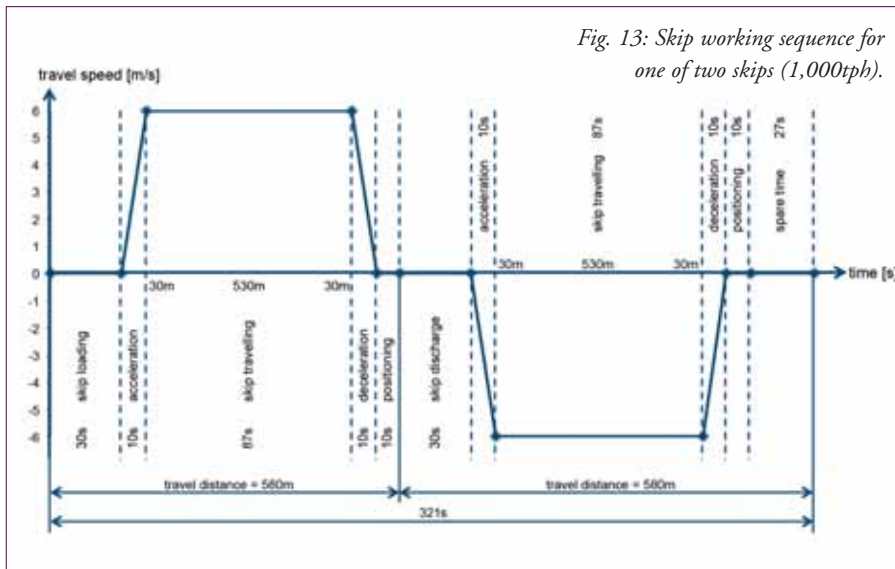 Fig. 13: Skip working sequence for
one of two skips (1,000tph).
travel speed [m/s]
6
5
4
3
2
1
0
-1
-2
-3
-4
-5
-6
time [s]
30m
530m
30m
30m
530m
30m
skip loading
30s
acceleration
10s
skip travelling
87s
deceleration
10s
positioning
10s
skip discharge
30s
acceleration
10s
skip travelling
87s
deceleration
10s
positioning
10s
spare time
27s
travel distance = 580m
travel distance = 580m
321s